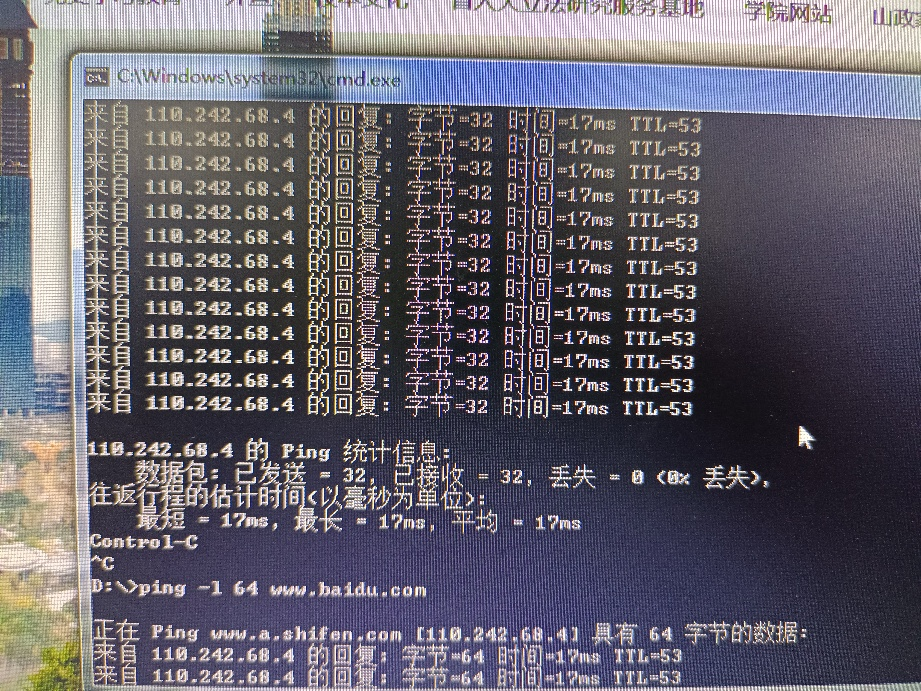 首人大立法研究服务基地 学院网站
C:\Windows\system32\cmd.exe
来自 110.242.68.4 的回复: 字节=32 时间=17ms TTL=53
来自 110.242.68.4 的回复: 字节=32 时间=17ms TTL=53
来自 110.242.68.4 的回复: 字节=32 时间=17ms TTL=53
来自 110.242.68.4 的回复: 字节=32 时间=17ms TTL=53
来自 110.242.68.4 的回复: 字节=32 时间=17ms TTL=53
来自 110.242.68.4 的回复: 字节=32 时间=17ms TTL=53
来自 110.242.68.4 的回复: 字节=32 时间=17ms TTL=53
来自 110.242.68.4 的回复: 字节=32 时间=17ms TTL=53
来自 110.242.68.4 的回复: 字节=32 时间=17ms TTL=53
来自 110.242.68.4 的回复: 字节=32 时间=17ms TTL=53
来自 110.242.68.4 的回复: 字节=32 时间=17ms TTL=53
来自 110.242.68.4 的回复: 字节=32 时间=17ms TTL=53
来自 110.242.68.4 的回复: 字节=32 时间=17ms TTL=53
110.242.68.4 的 Ping 统计信息:
数据包: 已发送 = 32, 已接收 = 32, 丢失 = 0 (0% 丢失),
往返行程的估计时间(以毫秒为单位):
最短 = 17ms, 最长 = 17ms, 平均 = 17ms
Control-C
^C
D:\>ping -l 64 www.baidu.com
正在 Ping www.a.shifen.com [110.242.68.4] 具有 64 字节的数据:
来自 110.242.68.4 的回复: 字节=64 时间=17ms TTL=53
来自 110.242.68.4 的回复: 字节=64 时间=17ms TTL=53